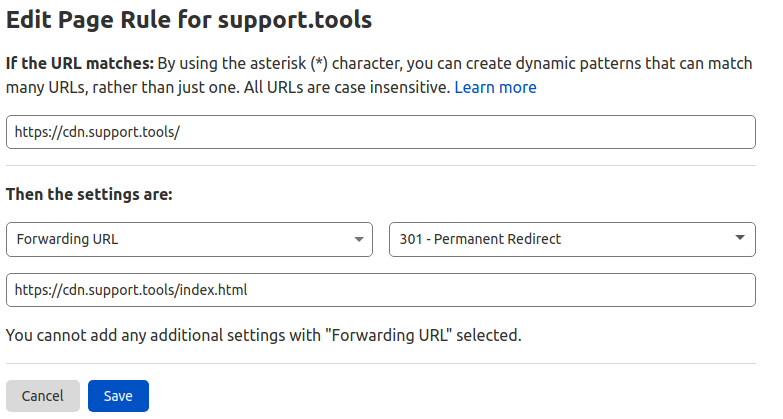 Edit Page Rule for support.tools
If the URL matches: By using the asterisk (*) character, you can create dynamic patterns that can match
many URLs, rather than just one. All URLs are case insensitive. Learn more
https://cdn.support.tools/
Then the settings are:
Forwarding URL
301 - Permanent Redirect
https://cdn.support.tools/index.html
You cannot add any additional settings with "Forwarding URL" selected.
Cancel
Save